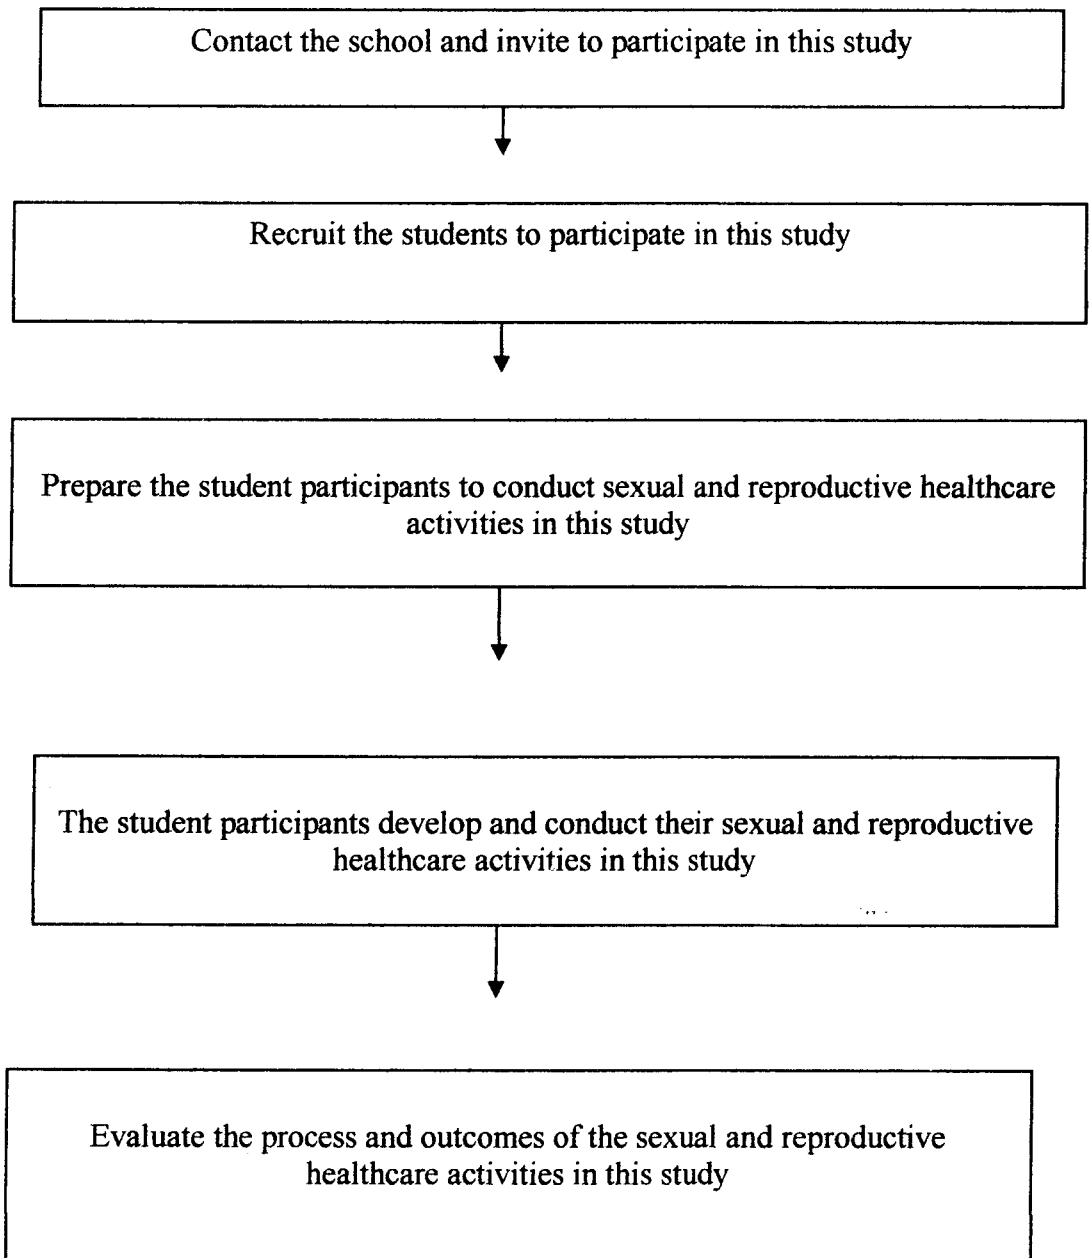 Contact the school and invite to participate in this study
Recruit the students to participate in this study
Prepare the student participants to conduct sexual and reproductive healthcare
activities in this study
The student participants develop and conduct their sexual and reproductive
healthcare activities in this study
Evaluate the process and outcomes of the sexual and reproductive
healthcare activities in this study